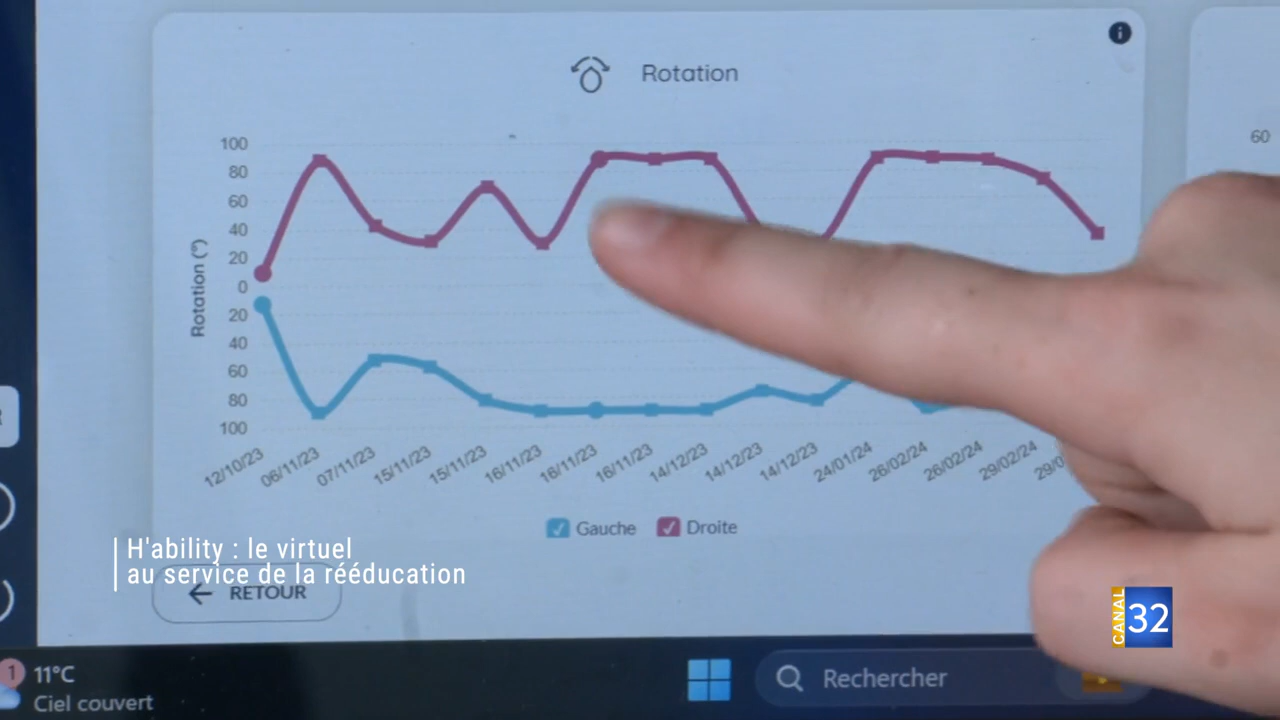 Rotation
60
100
80
60
40
20
0
20
40
60
80
100
Rotation (°)
12/10/23
06/11/23
07/11/23
15/11/23
15/11/23
16/11/23
16/11/23
16/11/23
14/12/23
14/12/23
14/12/23
24/01/24
26/02/24
26/02/24
29/02/24
Gauche
Droite
H'ability : le virtuel
au service de la rééducation
RETOUR
CANAL 32
1
11°C
Ciel couvert
Rechercher